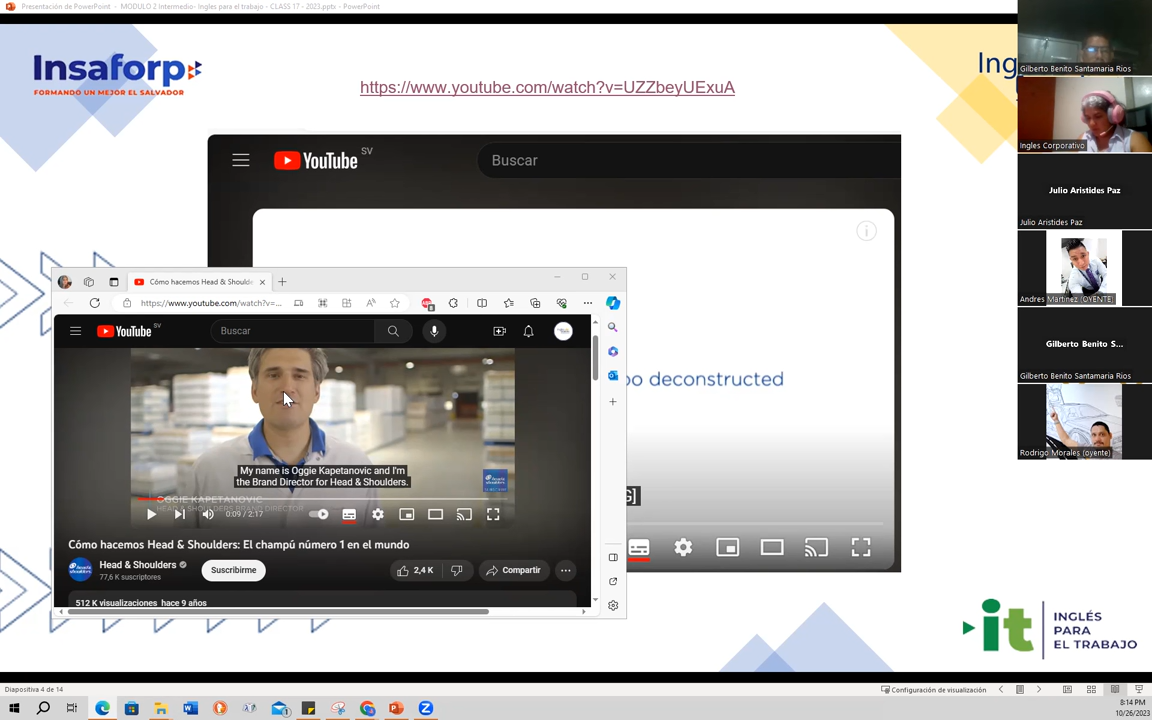 Presentación de PowerPoint - MODULO 2 Intermedio- Ingles para el trabajo - CLASS 17 - 2023.pptx - PowerPoint
Insaforp
FORMANDO UN MEJOR EL SALVADOR
https://www.youtube.com/watch?v=UZZbeyUExuA
Ing
YouTube SV
Buscar
deconstructed
Cómo hacemos Head & Shoulde
https://www.youtube.com/watch?v=...
YouTube SV
Buscar
My name is Oggie Kapetanovic and I'm
the Brand Director for Head & Shoulders.
OGGIE KAPETANOVIC
HEAD & SHOULDERS BRAND DIRECTOR
0:09 / 2:17
Cómo hacemos Head & Shoulders: El champú número 1 en el mundo
Head & Shoulders
77,6 K suscriptores
Suscribirme
2,4 K
Compartir
512 K visualizaciones hace 9 años
Gilberto Benito Santamaria Rios
Ingles Corporativo
Julio Aristides Paz
Julio Aristides Paz
Andres Martinez (OYENTE)
Gilberto Benito S...
Gilberto Benito Santamaria Rios
Rodrigo Morales (oyente)
it
INGLÉS
PARA
EL TRABAJO
Diapositiva 4 de 14
Configuración de visualización
8:14 PM
10/26/2023